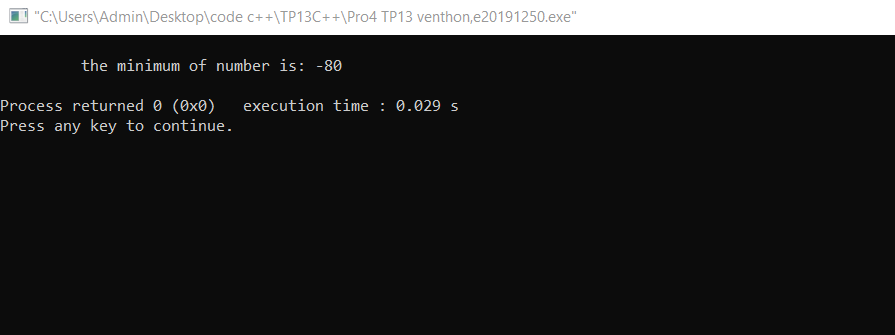 "C:\Users\Admin\Desktop\code c++\TP13C++\Pro4 TP13 venthon,e20191250.exe"
the minimum of number is: -80
Process returned 0 (0x0)   execution time : 0.029 s
Press any key to continue.